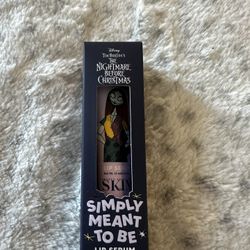 Disney
Tim Burton's
THE
NIGHTMARE
BEFORE
CHRISTMAS
SIMPLY
MEANT
TO BE
LIP SERUM